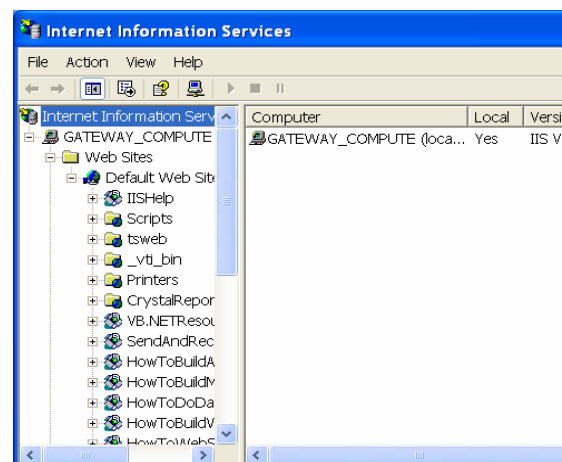 Internet Information Services
File Action View Help
Internet Information Serv
Computer Local Versi
GATEWAY_COMPUTE
GATEWAY_COMPUTE (loca... Yes IIS V
Web Sites
Default Web Site
IISHelp
Scripts
tsweb
_vti_bin
Printers
CrystalRepor
VB.NETResou
SendAndRec
HowToBuildA
HowToBuildM
HowToDoDa
HowToBuildV
HowToWebS